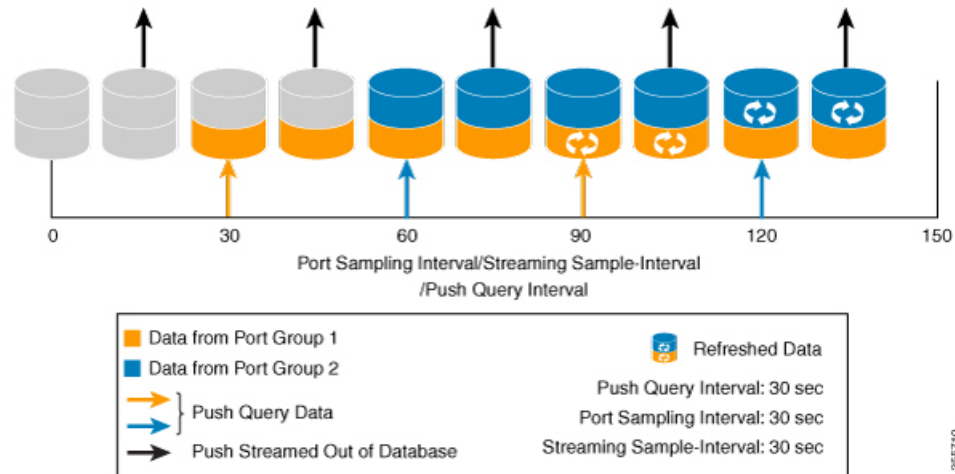 0 30 60 90 120 150
Port Sampling Interval/Streaming Sample-Interval
/Push Query Interval
Data from Port Group 1
Data from Port Group 2
Push Query Data
Push Streamed Out of Database
Refreshed Data
Push Query Interval: 30 sec
Port Sampling Interval: 30 sec
Streaming Sample-Interval: 30 sec